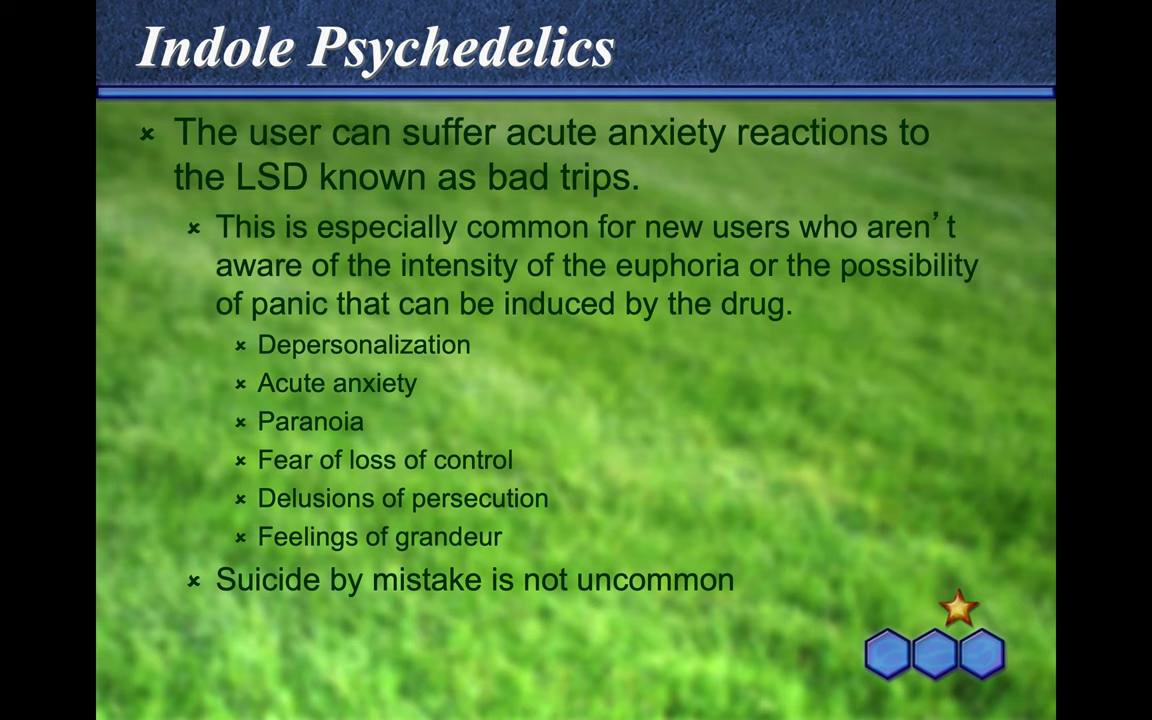 Indole Psychedelics
The user can suffer acute anxiety reactions to
the LSD known as bad trips.
This is especially common for new users who aren’t
aware of the intensity of the euphoria or the possibility
of panic that can be induced by the drug.
Depersonalization
Acute anxiety
Paranoia
Fear of loss of control
Delusions of persecution
Feelings of grandeur
Suicide by mistake is not uncommon